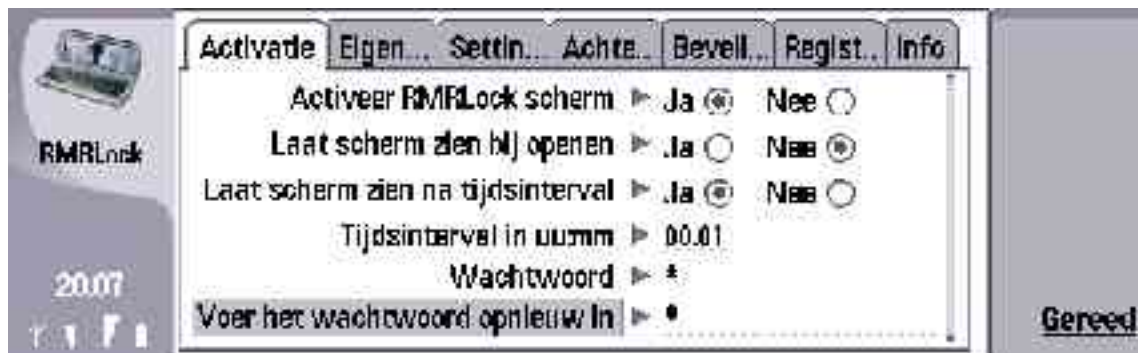 Activatie Eigen... Settin... Achte... Beveil... Regist.. Info
Activeer RMRLock scherm Ja Nee
RMRLock
Laat scherm zien bij openen Ja Nee
Laat scherm zien na tijdsinterval Ja Nee
Tijdsinterval in uu:mm 00.01
20.07
Wachtwoord *
Voer het wachtwoord opnieuw in *
Gereed